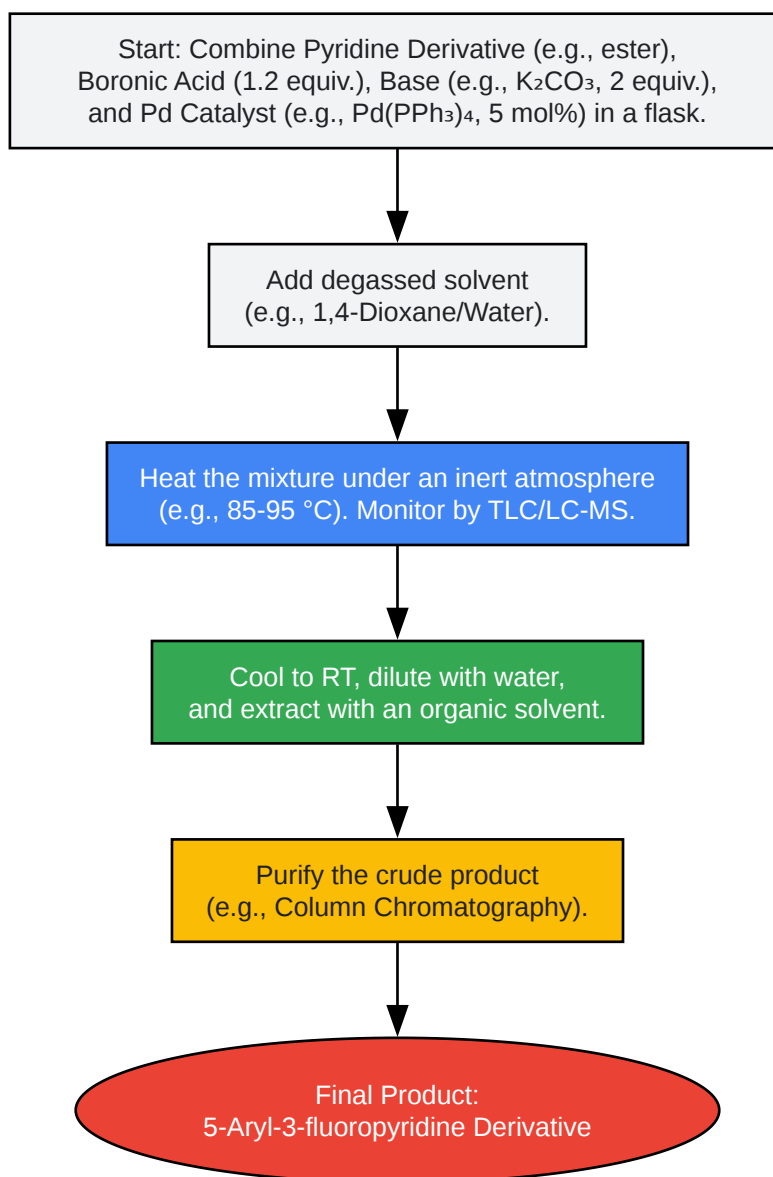 Start: Combine Pyridine Derivative (e.g., ester),
Boronic Acid (1.2 equiv.), Base (e.g., K₂CO₃, 2 equiv.),
and Pd Catalyst (e.g., Pd(PPh₃)₄, 5 mol%) in a flask.
Add degassed solvent
(e.g., 1,4-Dioxane/Water).
Heat the mixture under an inert atmosphere
(e.g., 85-95 °C). Monitor by TLC/LC-MS.
Cool to RT, dilute with water,
and extract with an organic solvent.
Purify the crude product
(e.g., Column Chromatography).
Final Product:
5-Aryl-3-fluoropyridine Derivative